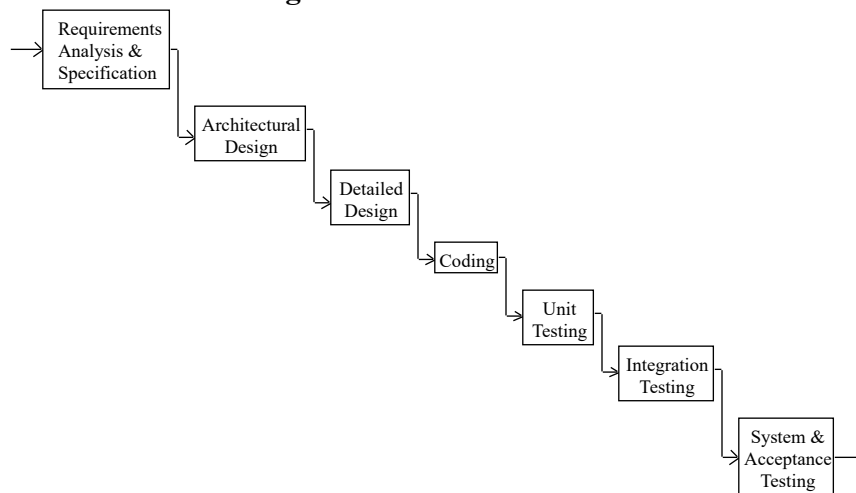 Requirements
Analysis &
Specification
Architectural
Design
Detailed
Design
Coding
Unit
Testing
Integration
Testing
System &
Acceptance
Testing